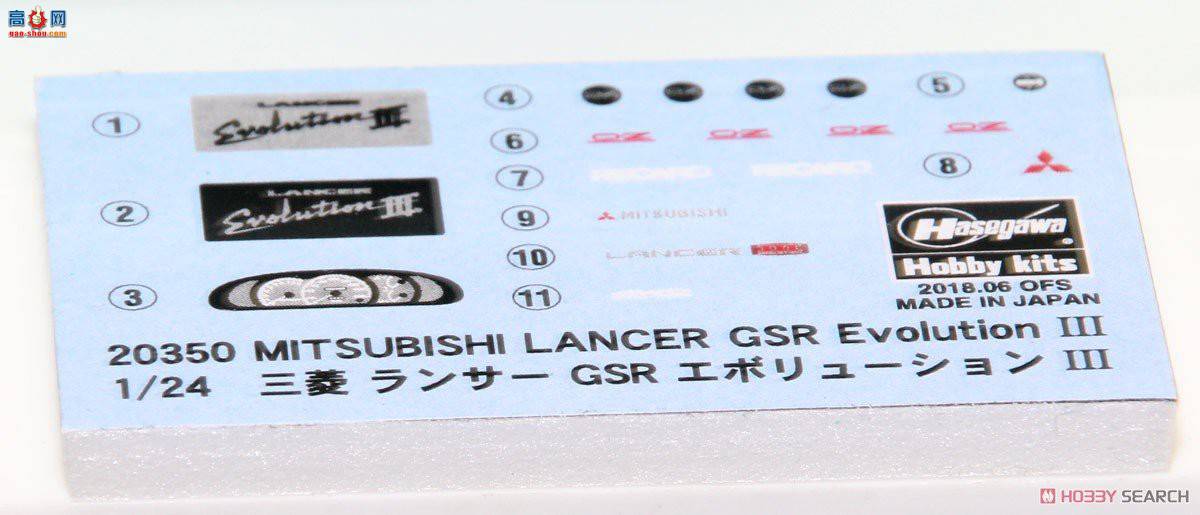 高 网
gao-shou.com
1
LANCER
Evolution III
2
LANCER
Evolution III
3
4
5
6
OZ OZ OZ OZ
7
RECARO RECARO
8
9
MITSUBISHI
10
LANCER
11
Hasegawa
Hobby kits
2018.06 OFS
MADE IN JAPAN
20350 MITSUBISHI LANCER GSR Evolution III
1/24 三菱 ランサー GSR エボリューション III
HOBBY SEARCH